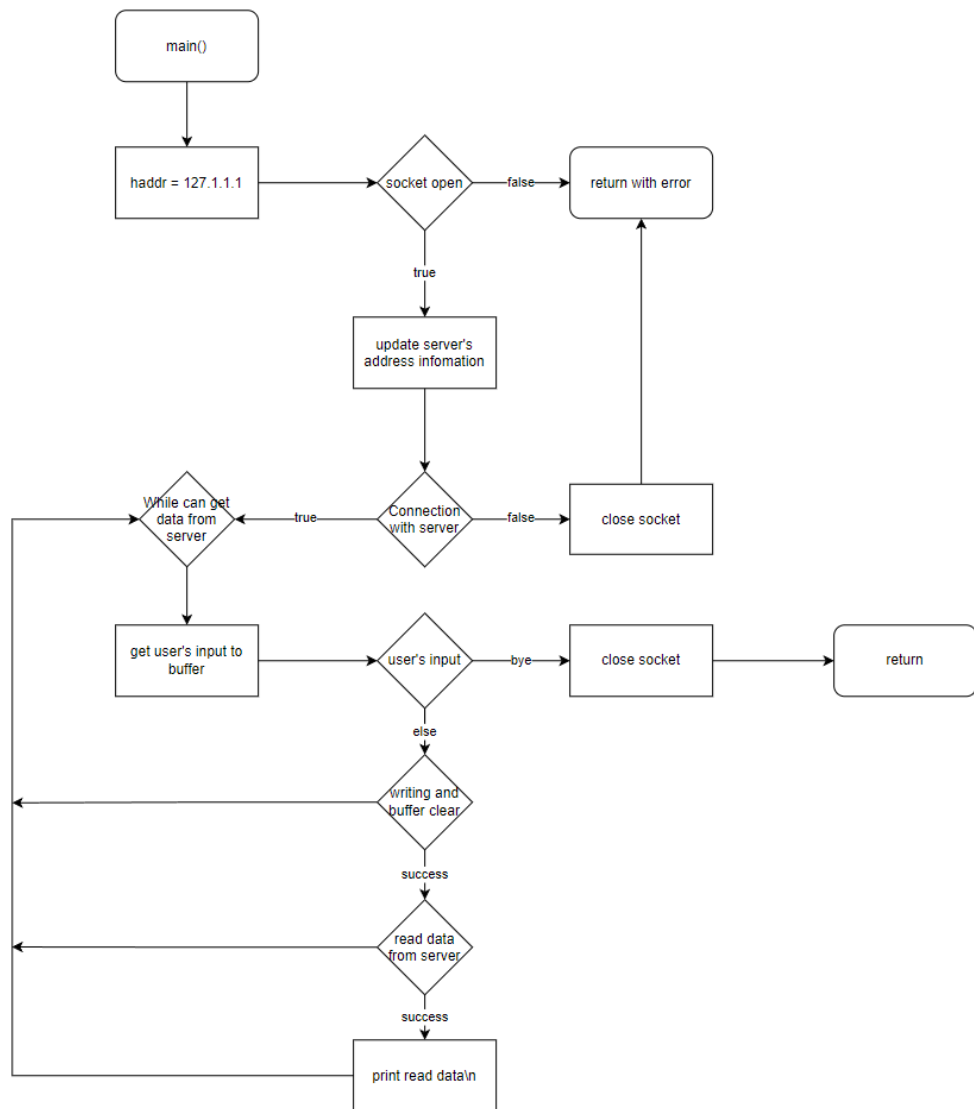 main()
haddr = 127.1.1.1
socket open
false
return with error
true
update server's
address infomation
While can get
data from
server
true
Connection
with server
false
close socket
get user's input to
buffer
user's input
bye
close socket
return
else
writing and
buffer clear
success
read data
from server
success
print read data\n